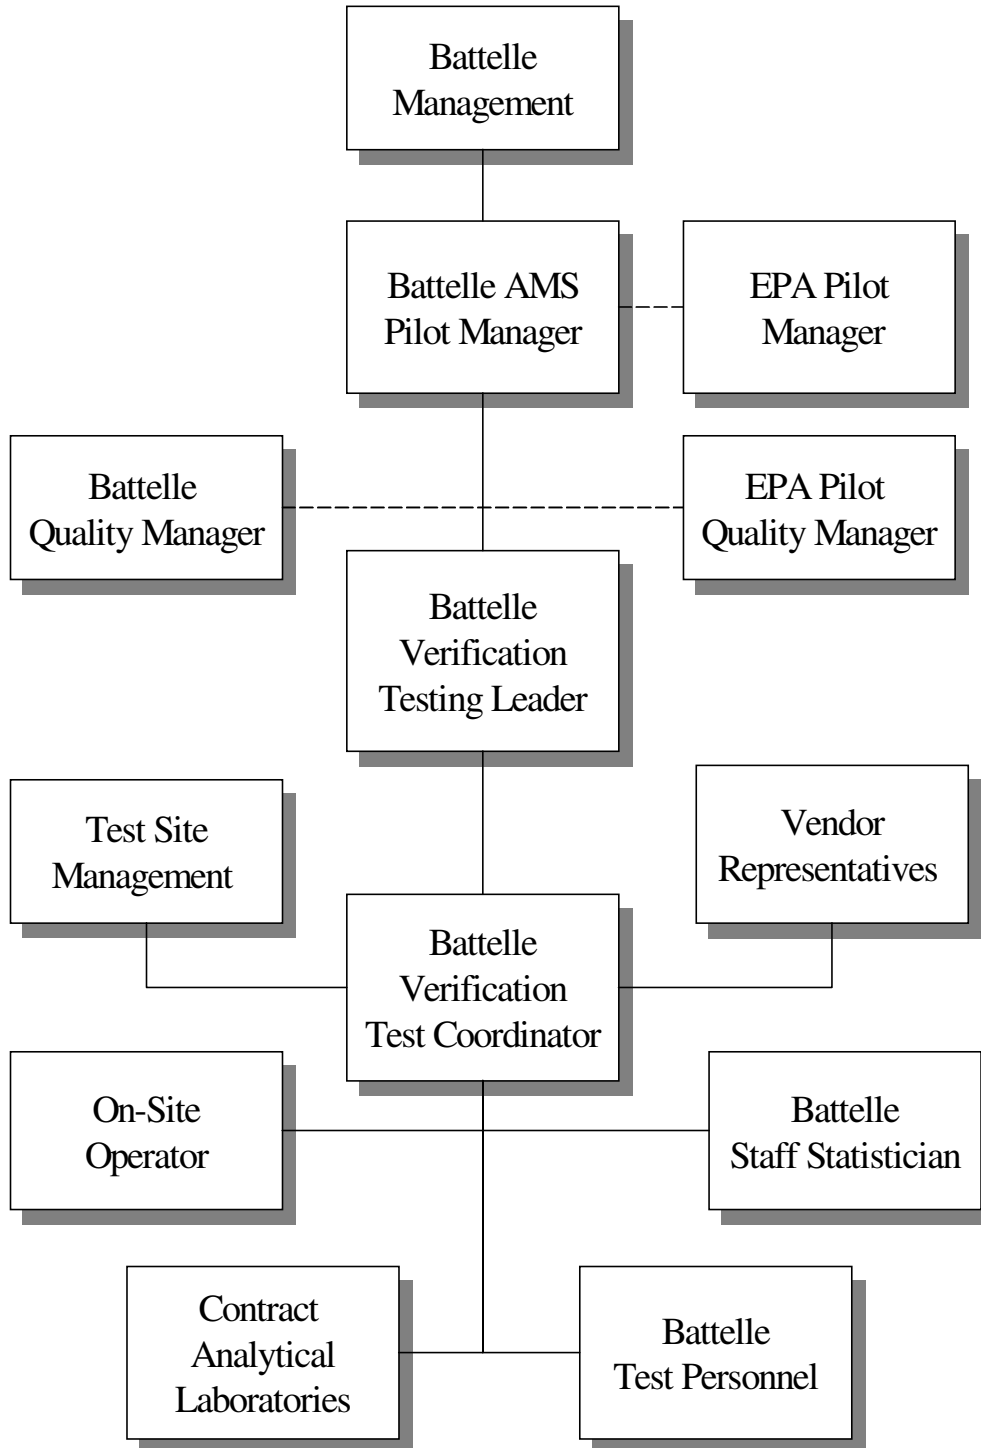 Battelle
Management
Battelle AMS
Pilot Manager
EPA Pilot
Manager
Battelle
Quality Manager
EPA Pilot
Quality Manager
Battelle
Verification
Testing Leader
Test Site
Management
Vendor
Representatives
Battelle
Verification
Test Coordinator
On-Site
Operator
Battelle
Staff Statistician
Contract
Analytical
Laboratories
Battelle
Test Personnel